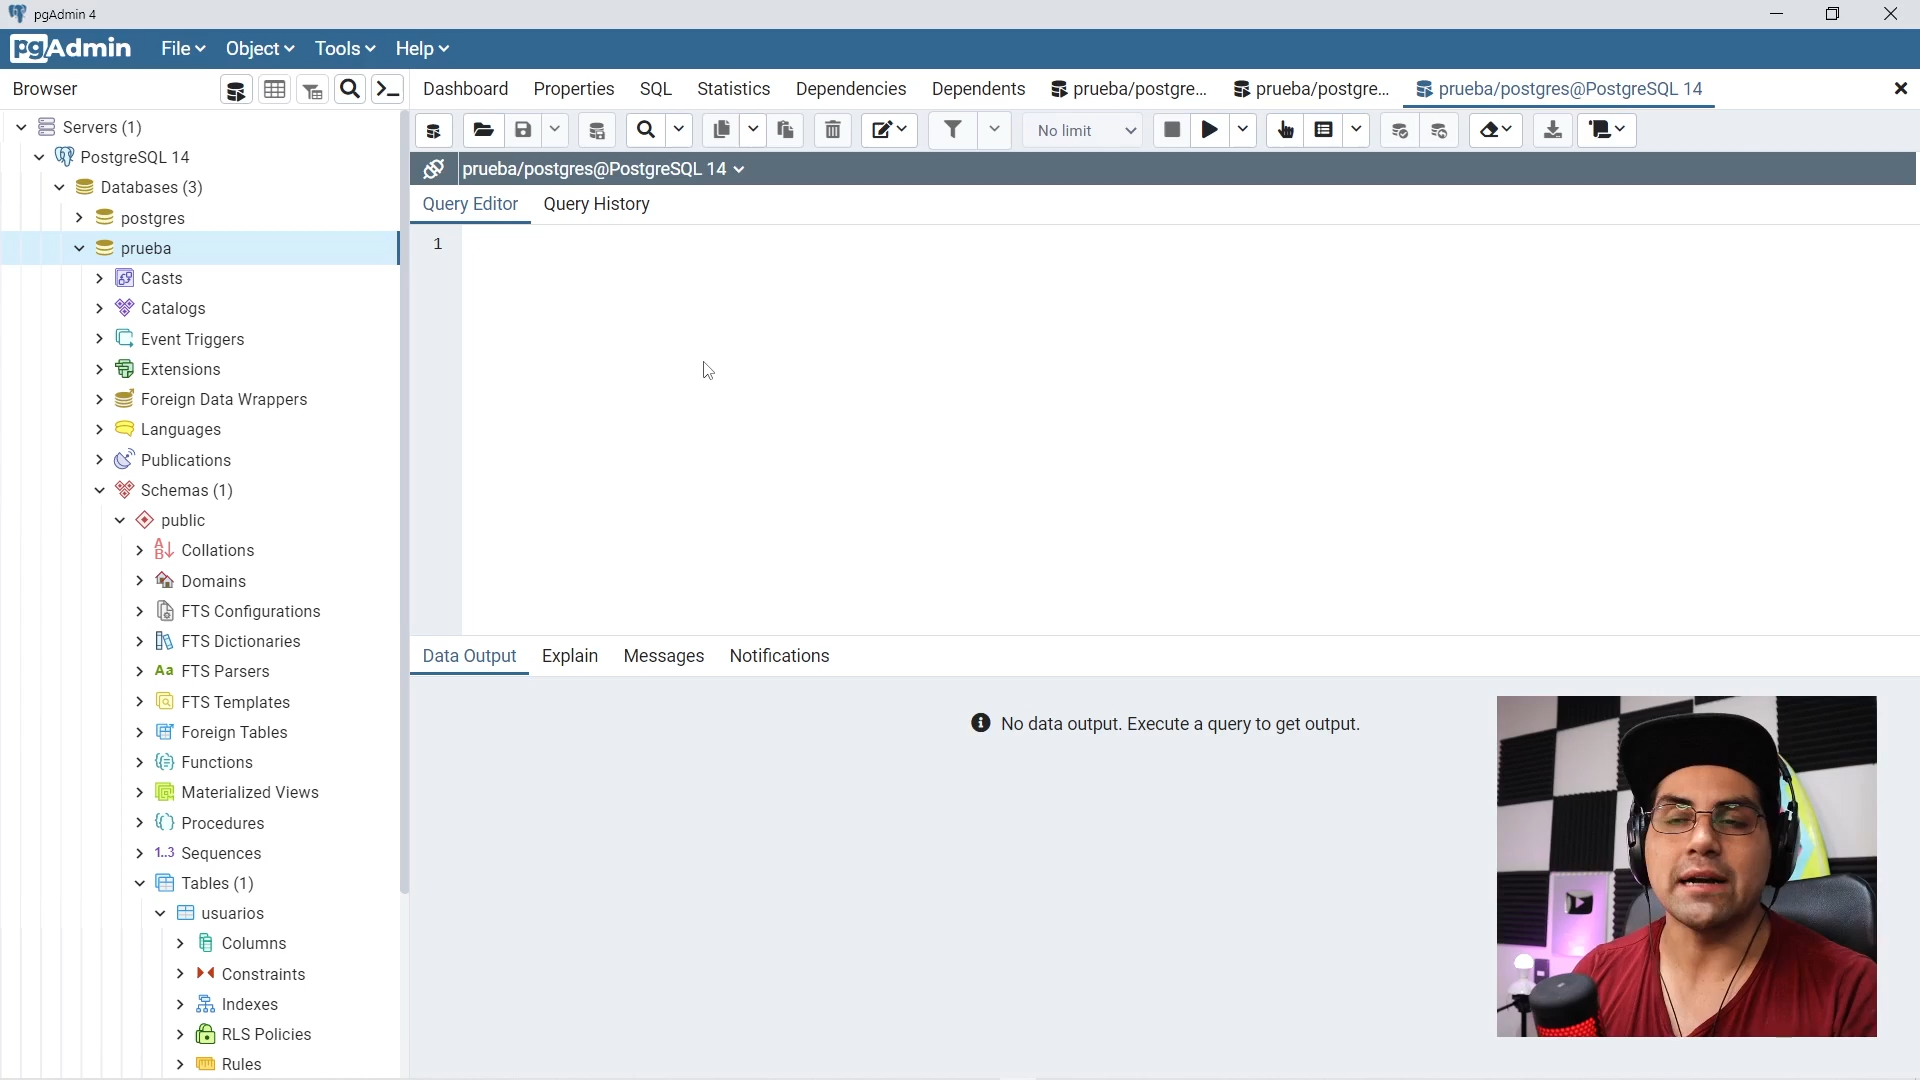 pgAdmin 4
pgAdmin File Object Tools Help
Browser
Dashboard Properties SQL Statistics Dependencies Dependents prueba/postgre... prueba/postgre... prueba/postgres@PostgreSQL 14
No limit
prueba/postgres@PostgreSQL 14
Query Editor Query History
1
Servers (1)
PostgreSQL 14
Databases (3)
postgres
prueba
Casts
Catalogs
Event Triggers
Extensions
Foreign Data Wrappers
Languages
Publications
Schemas (1)
public
Collations
Domains
FTS Configurations
FTS Dictionaries
Aa FTS Parsers
FTS Templates
Foreign Tables
Functions
Materialized Views
Procedures
1..3 Sequences
Tables (1)
usuarios
Columns
Constraints
Indexes
RLS Policies
Rules
Data Output Explain Messages Notifications
No data output. Execute a query to get output.